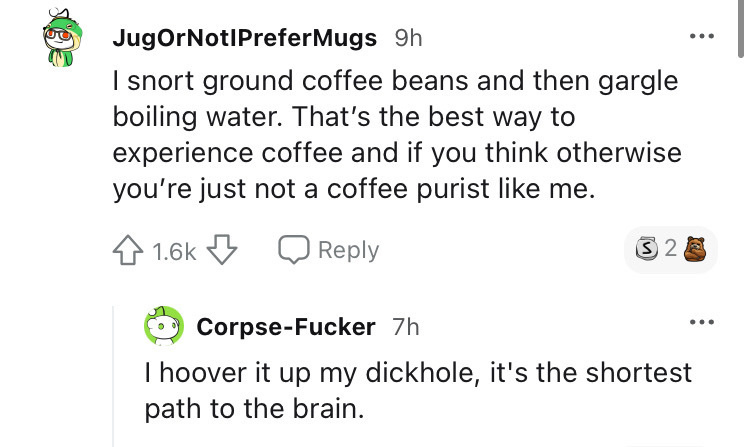 JugOrNotIPreferMugs 9h
I snort ground coffee beans and then gargle
boiling water. That’s the best way to
experience coffee and if you think otherwise
you’re just not a coffee purist like me.
1.6k Reply S 2
Corpse-Fucker 7h
I hoover it up my dickhole, it's the shortest
path to the brain.